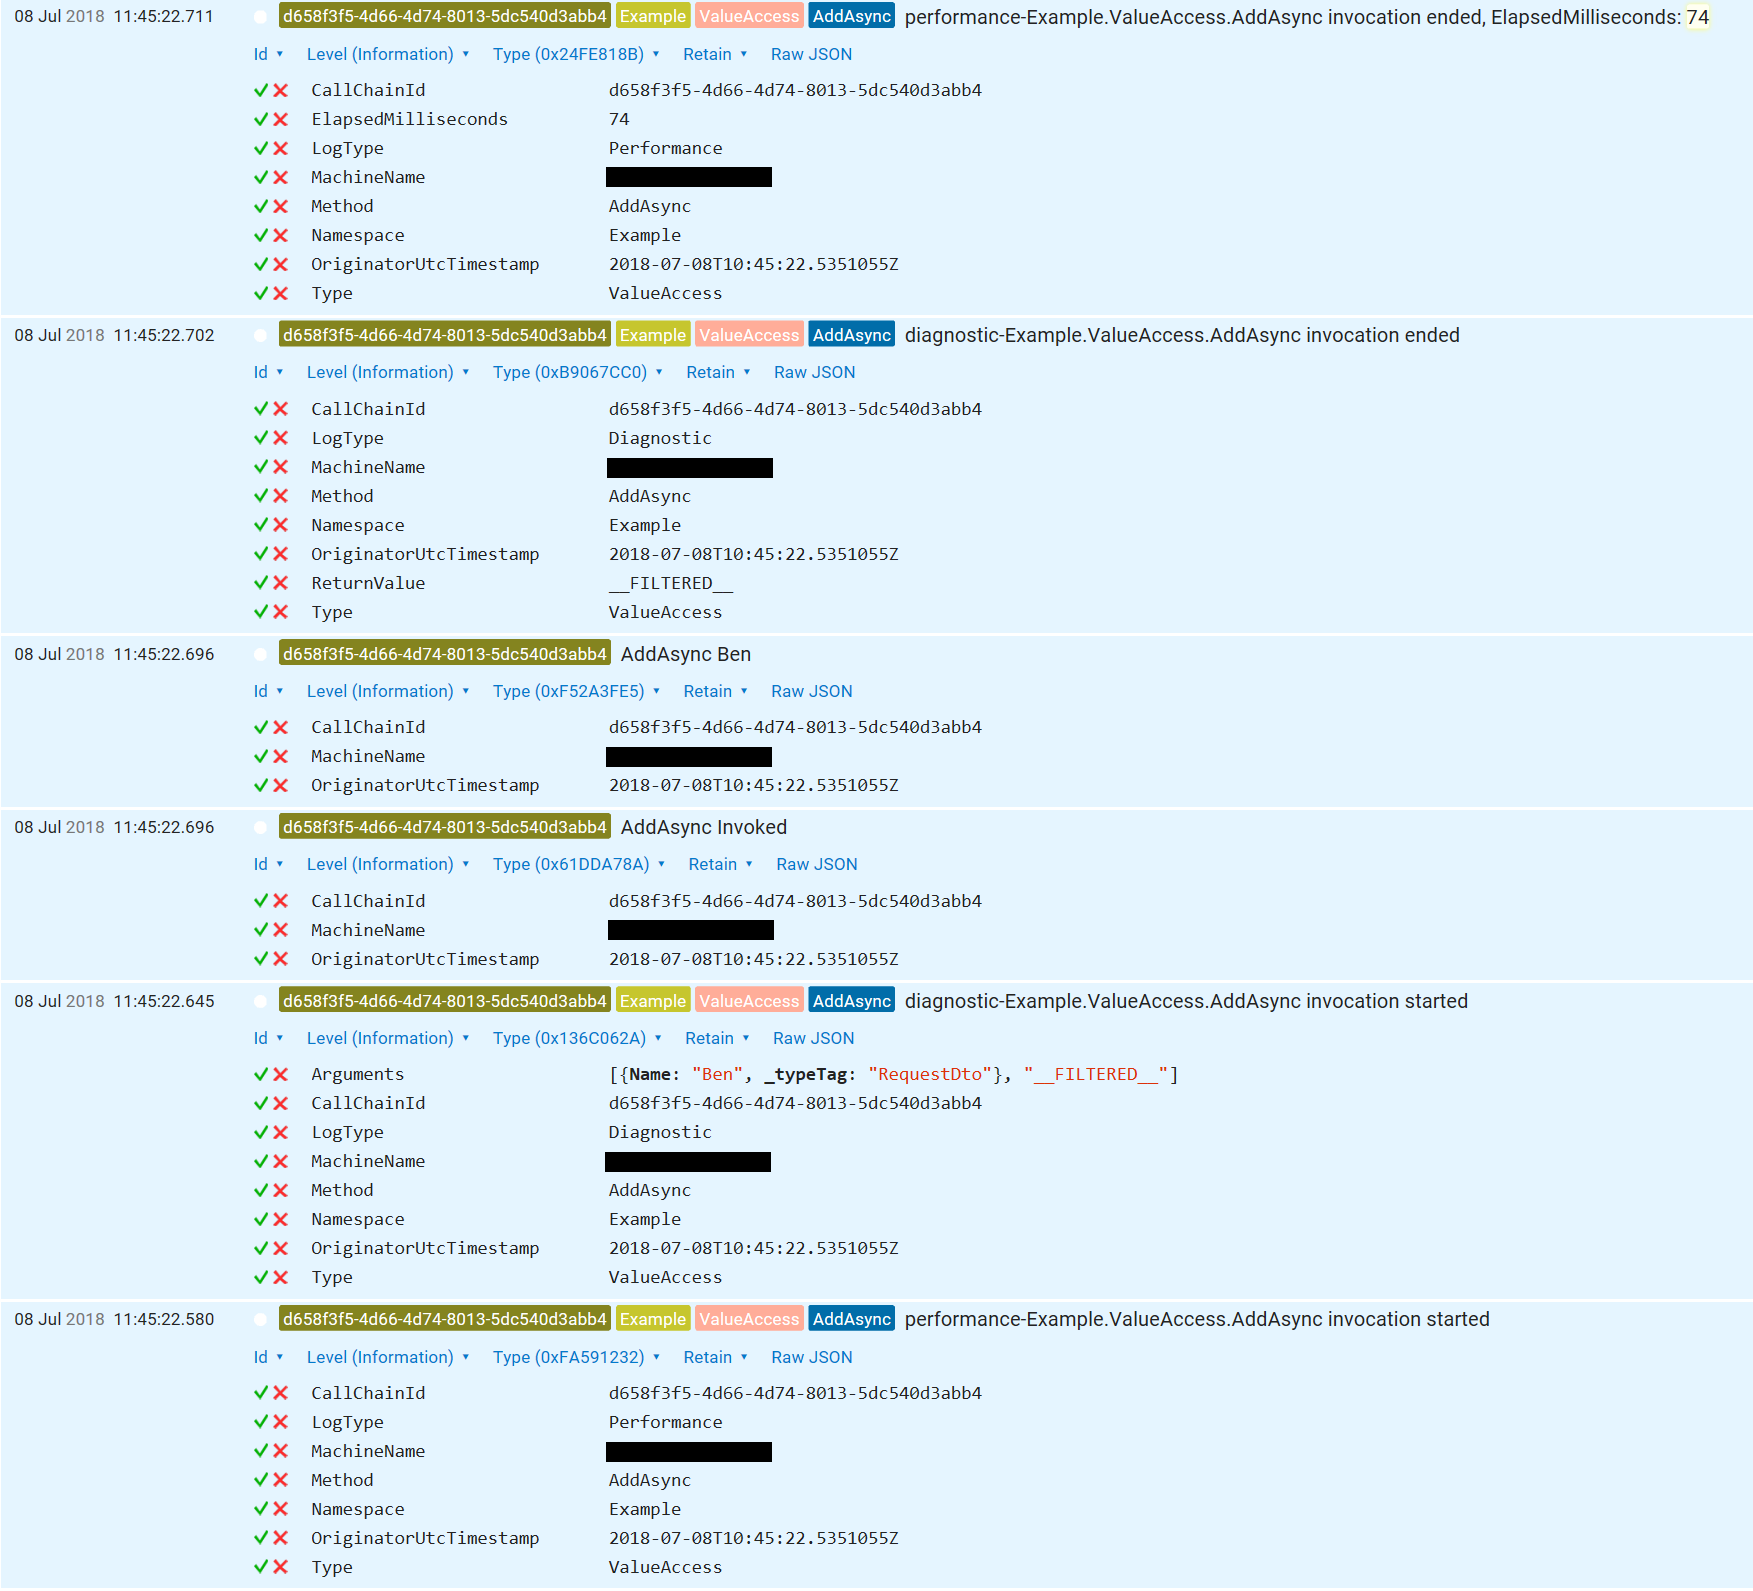 08 Jul 2018 11:45:22.711 d658f3f5-4d66-4d74-8013-5dc540d3abb4 Example ValueAccess AddAsync performance-Example.ValueAccess.AddAsync invocation ended, ElapsedMilliseconds: 74
Id Level (Information) Type (0x24FE818B) Retain Raw JSON
CallChainId d658f3f5-4d66-4d74-8013-5dc540d3abb4
ElapsedMilliseconds 74
LogType Performance
MachineName
Method AddAsync
Namespace Example
OriginatorUtcTimestamp 2018-07-08T10:45:22.5351055Z
Type ValueAccess
08 Jul 2018 11:45:22.702 d658f3f5-4d66-4d74-8013-5dc540d3abb4 Example ValueAccess AddAsync diagnostic-Example.ValueAccess.AddAsync invocation ended
Id Level (Information) Type (0xB9067CC0) Retain Raw JSON
CallChainId d658f3f5-4d66-4d74-8013-5dc540d3abb4
LogType Diagnostic
MachineName
Method AddAsync
Namespace Example
OriginatorUtcTimestamp 2018-07-08T10:45:22.5351055Z
ReturnValue __FILTERED__
Type ValueAccess
08 Jul 2018 11:45:22.696 d658f3f5-4d66-4d74-8013-5dc540d3abb4 AddAsync Ben
Id Level (Information) Type (0xF52A3FE5) Retain Raw JSON
CallChainId d658f3f5-4d66-4d74-8013-5dc540d3abb4
MachineName
OriginatorUtcTimestamp 2018-07-08T10:45:22.5351055Z
08 Jul 2018 11:45:22.696 d658f3f5-4d66-4d74-8013-5dc540d3abb4 AddAsync Invoked
Id Level (Information) Type (0x61DDA78A) Retain Raw JSON
CallChainId d658f3f5-4d66-4d74-8013-5dc540d3abb4
MachineName
OriginatorUtcTimestamp 2018-07-08T10:45:22.5351055Z
08 Jul 2018 11:45:22.645 d658f3f5-4d66-4d74-8013-5dc540d3abb4 Example ValueAccess AddAsync diagnostic-Example.ValueAccess.AddAsync invocation started
Id Level (Information) Type (0x136C062A) Retain Raw JSON
Arguments [{Name: "Ben", _typeTag: "RequestDto"}, "__FILTERED__"]
CallChainId d658f3f5-4d66-4d74-8013-5dc540d3abb4
LogType Diagnostic
MachineName
Method AddAsync
Namespace Example
OriginatorUtcTimestamp 2018-07-08T10:45:22.5351055Z
Type ValueAccess
08 Jul 2018 11:45:22.580 d658f3f5-4d66-4d74-8013-5dc540d3abb4 Example ValueAccess AddAsync performance-Example.ValueAccess.AddAsync invocation started
Id Level (Information) Type (0xFA591232) Retain Raw JSON
CallChainId d658f3f5-4d66-4d74-8013-5dc540d3abb4
LogType Performance
MachineName
Method AddAsync
Namespace Example
OriginatorUtcTimestamp 2018-07-08T10:45:22.5351055Z
Type ValueAccess